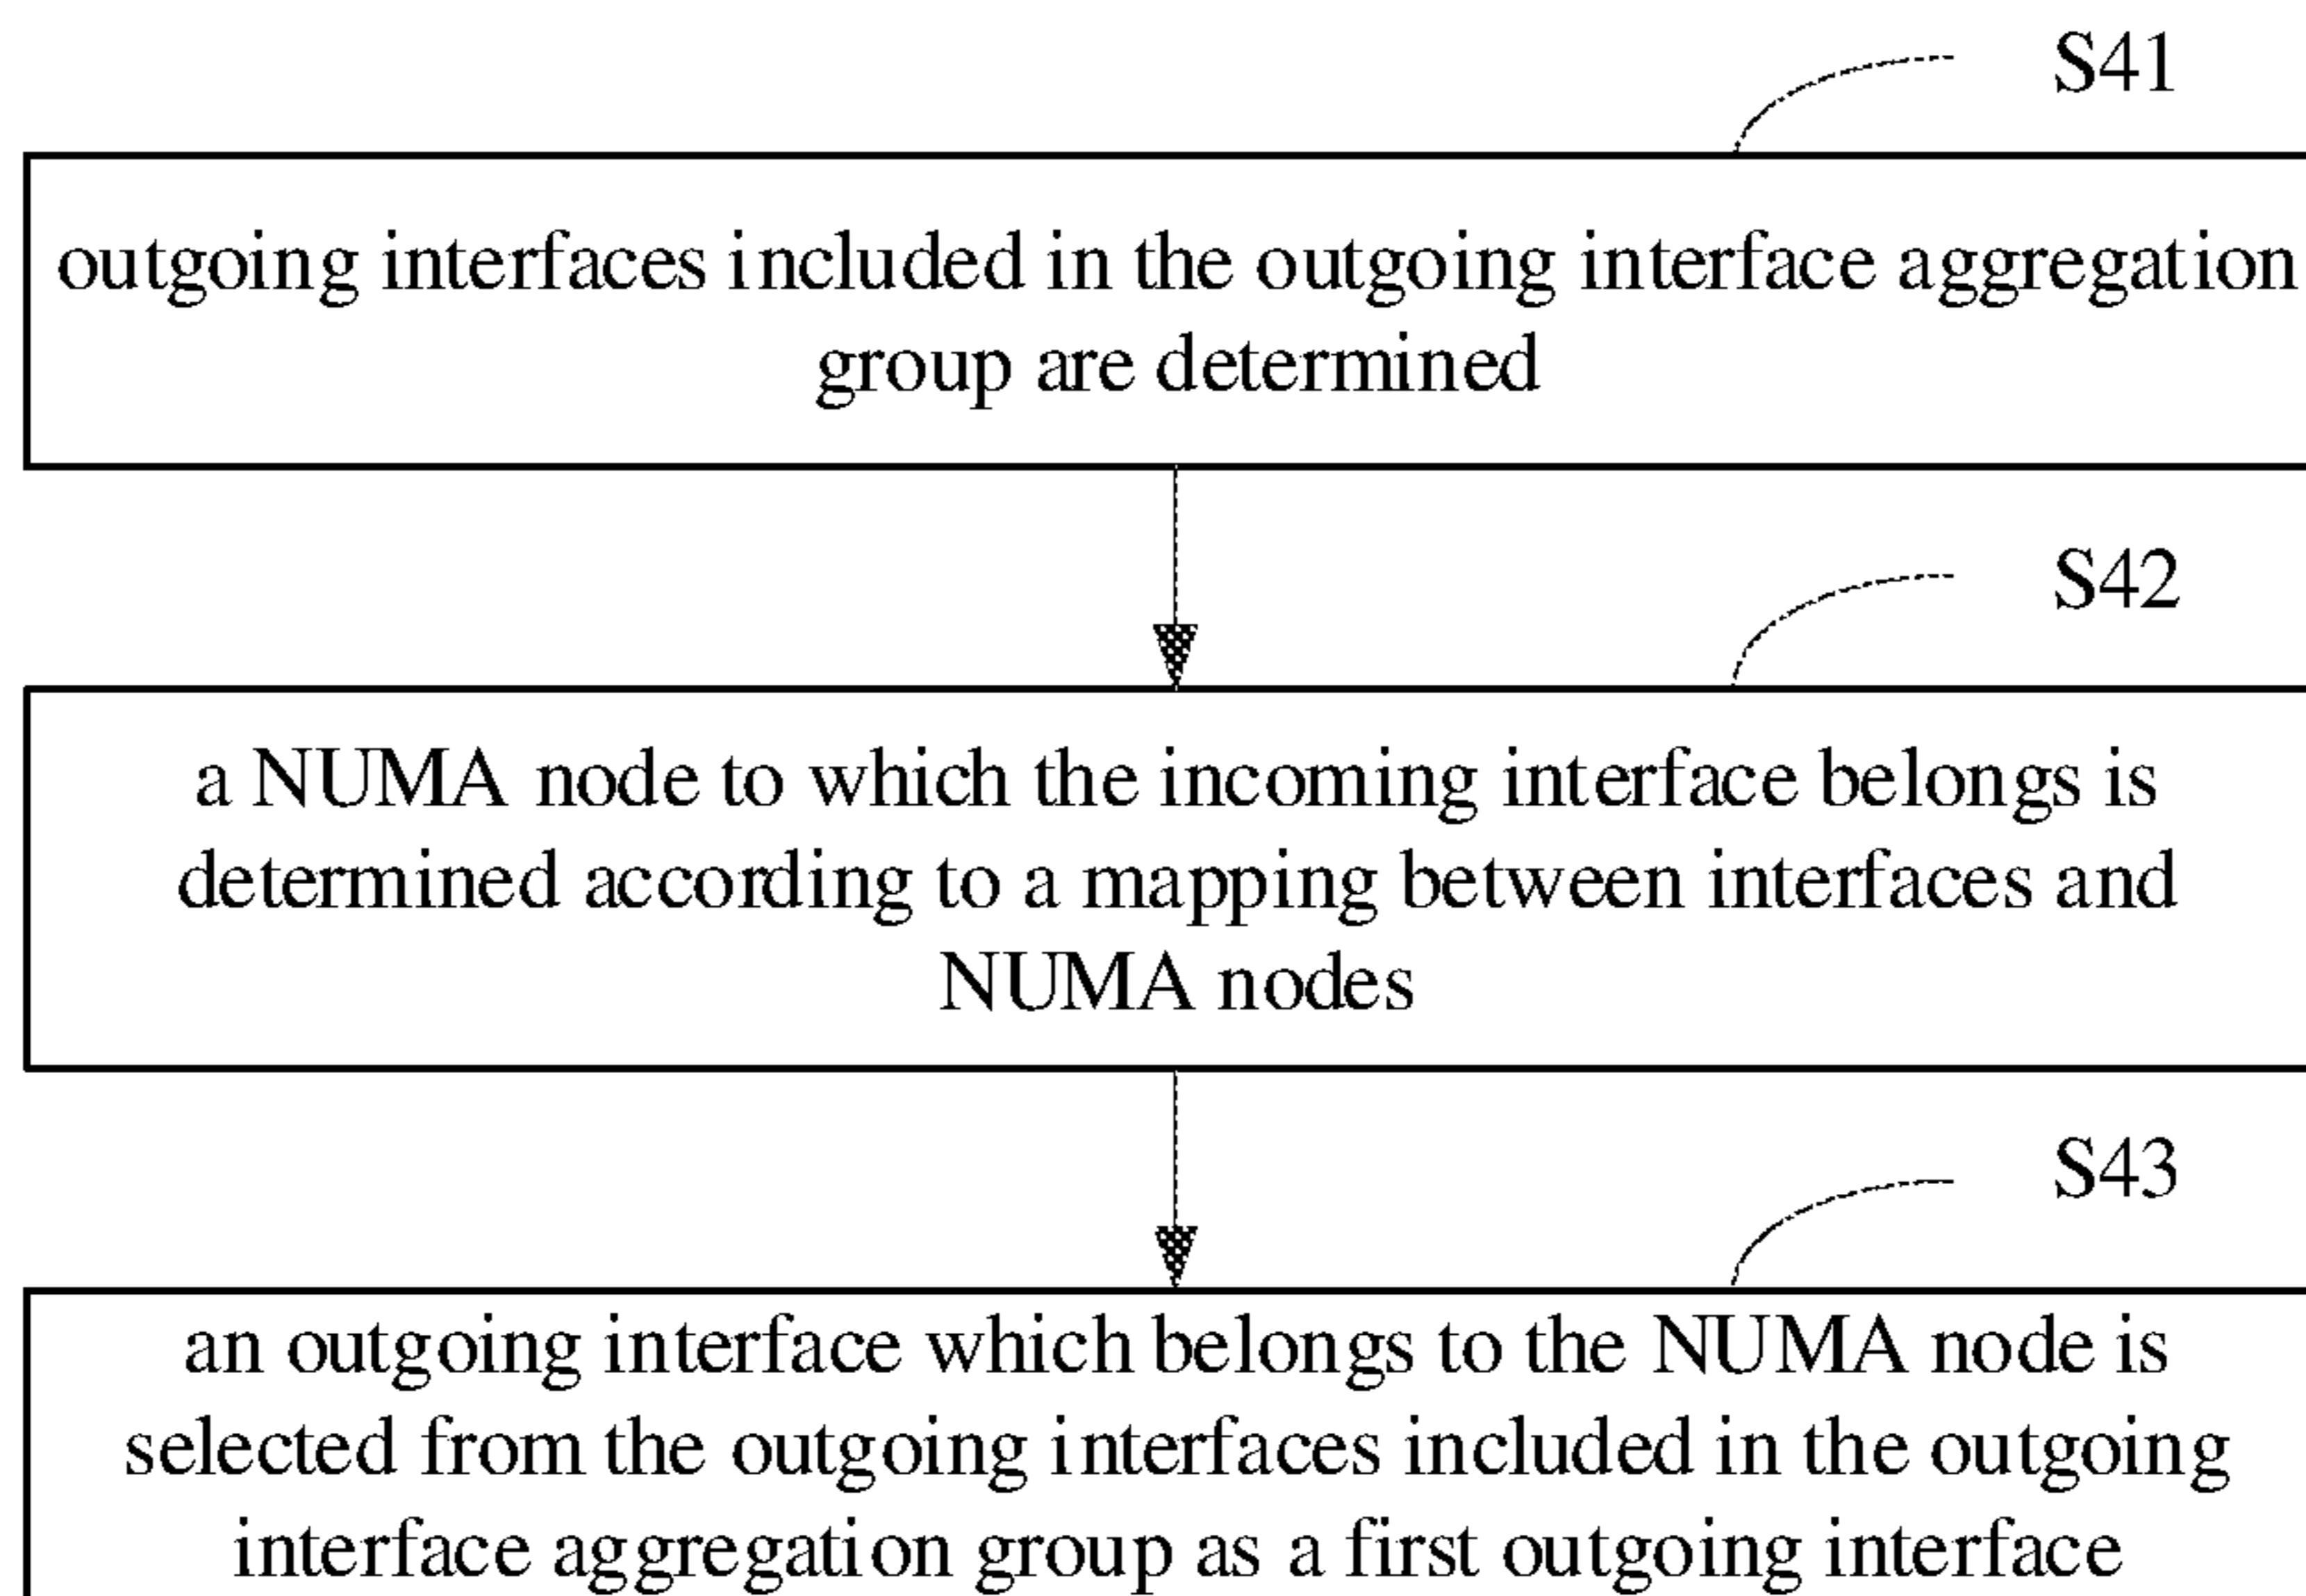 S41
outgoing interfaces included in the outgoing interface aggregation
group are determined
S42
a NUMA node to which the incoming interface belongs is
determined according to a mapping between interfaces and
NUMA nodes
S43
an outgoing interface which belongs to the NUMA node is
selected from the outgoing interfaces included in the outgoing
interface aggregation group as a first outgoing interface